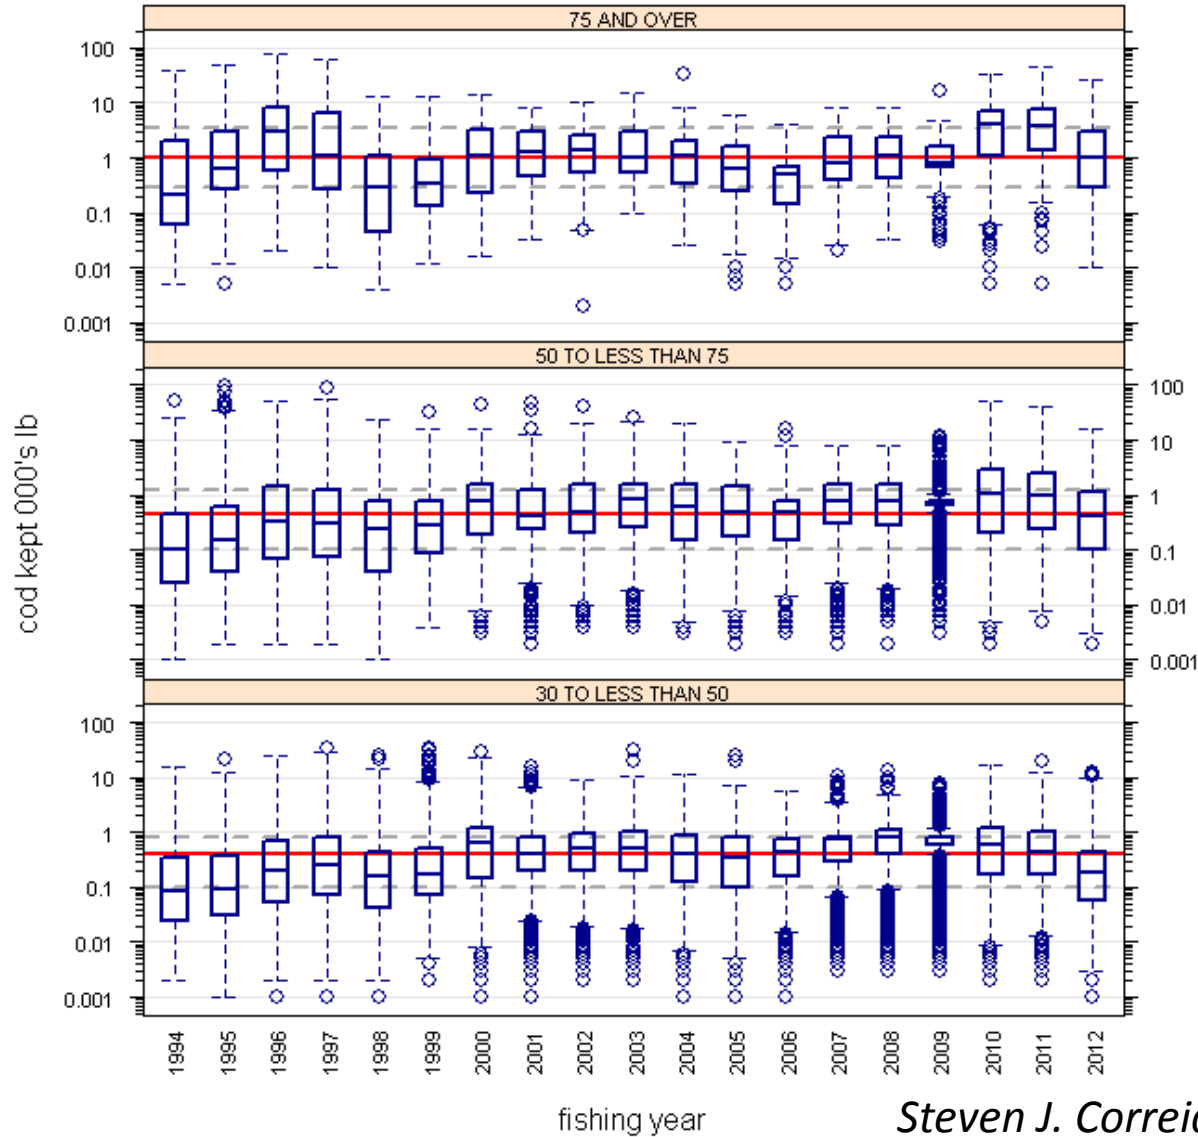 75 AND OVER
100
10
1
0.1
0.01
0.001
50 TO LESS THAN 75
100
10
1
0.1
0.01
0.001
30 TO LESS THAN 50
100
10
1
0.1
0.01
0.001
cod kept 000's lb
1994 1995 1996 1997 1998 1999 2000 2001 2002 2003 2004 2005 2006 2007 2008 2009 2010 2011 2012
fishing year
Steven J. Correia